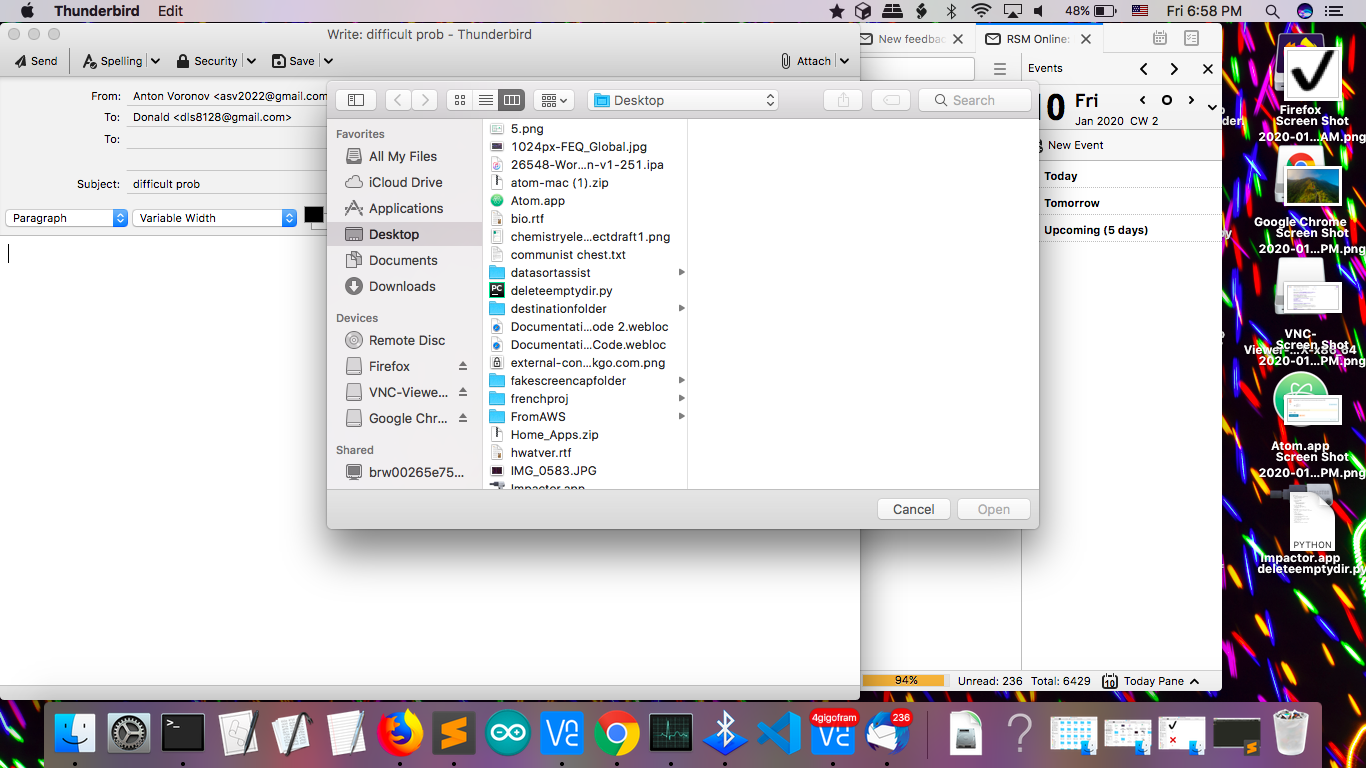 Thunderbird Edit 48% Fri 6:58 PM
Write: difficult prob - Thunderbird
Send Spelling Security Save Attach
From: Anton Voronov <asv2022@gmail.com
To: Donald <dls8128@gmail.com>
To:
Subject: difficult prob
Paragraph Variable Width
Desktop
Search
Favorites
All My Files
iCloud Drive
Applications
Desktop
Documents
Downloads
Devices
Remote Disc
Firefox
VNC-Viewe...
Google Chr...
Shared
brw00265e75...
5.png
1024px-FEQ_Global.jpg
26548-Wor...n-v1-251.ipa
atom-mac (1).zip
Atom.app
bio.rtf
chemistryele...ectdraft1.png
communist chest.txt
datasortassist
deleteemptydir.py
destinationfolder
Documentati...ode 2.webloc
Documentati...Code.webloc
external-con...kgo.com.png
fakescreencapfolder
frenchproj
FromAWS
Home_Apps.zip
hwatver.rtf
IMG_0583.JPG
Impactor.app
Cancel Open
New feedbac
RSM Online:
Events
0 Fri
Jan 2020 CW 2
New Event
Today
Tomorrow
Upcoming (5 days)
94% Unread: 236 Total: 6429 10 Today Pane
Firefox
Screen Shot
2020-01...AM.png
Google Chrome
Screen Shot
2020-01...PM.png
VNC-
Screen Shot
2020-01...PM.png
Atom.app
Screen Shot
2020-01...PM.png
PYTHON
Impactor.app
deleteemptydir.py
4gigofram
236